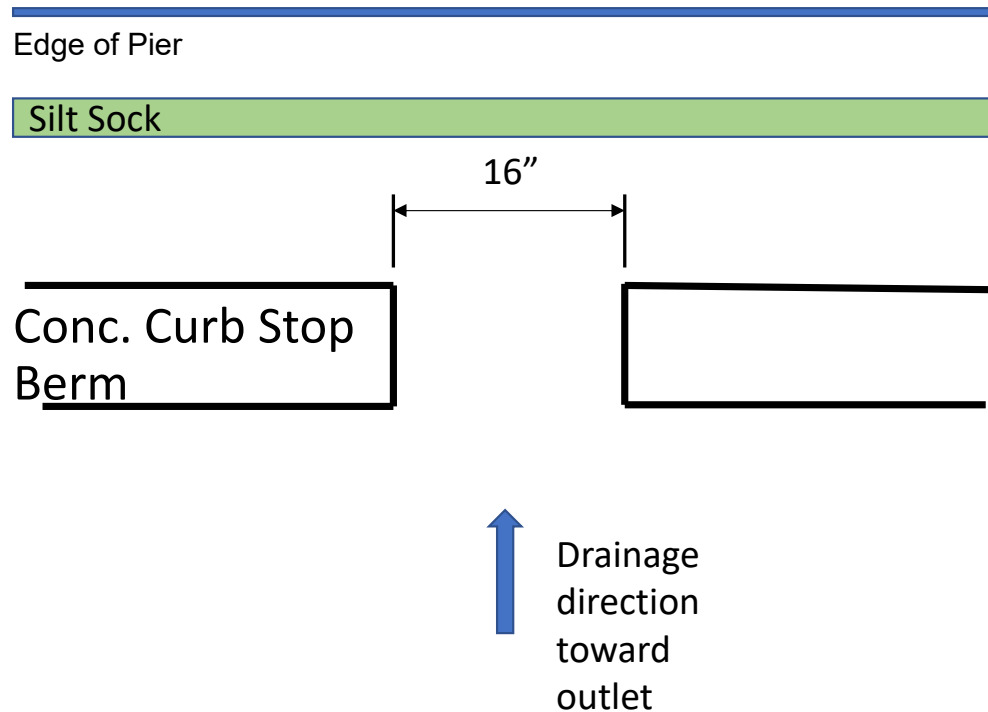 Edge of Pier
Silt Sock
16”
Conc. Curb Stop
Berm
Drainage
direction
toward
outlet